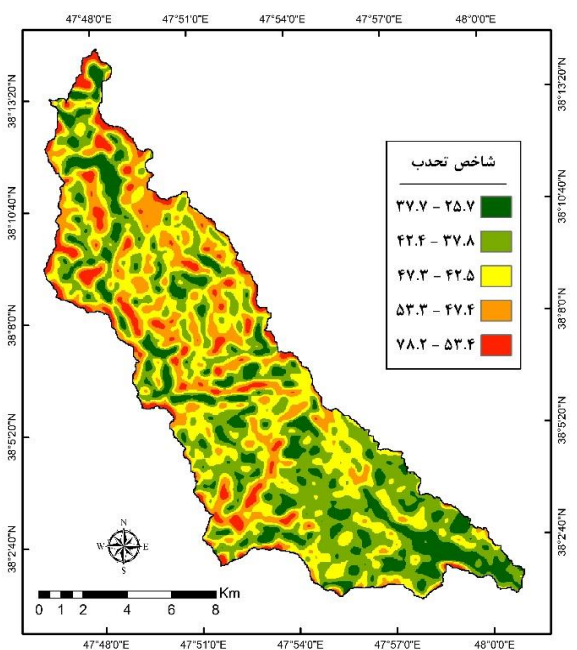 47°48'0"E 47°51'0"E 47°54'0"E 47°57'0"E 48°0'0"E
38°13'20"N 38°13'20"N
شاخص تحدب
۲۵.۷ – ۳۷.۷
۳۷.۸ – ۴۲.۴
۴۲.۵ – ۴۷.۳
۴۷.۴ – ۵۳.۳
۵۳.۴ – ۷۸.۲
38°10'40"N 38°10'40"N
38°8'0"N 38°8'0"N
38°5'20"N 38°5'20"N
38°2'40"N 38°2'40"N
N
W E
S
Km
0 1 2 4 6 8
47°48'0"E 47°51'0"E 47°54'0"E 47°57'0"E 48°0'0"E